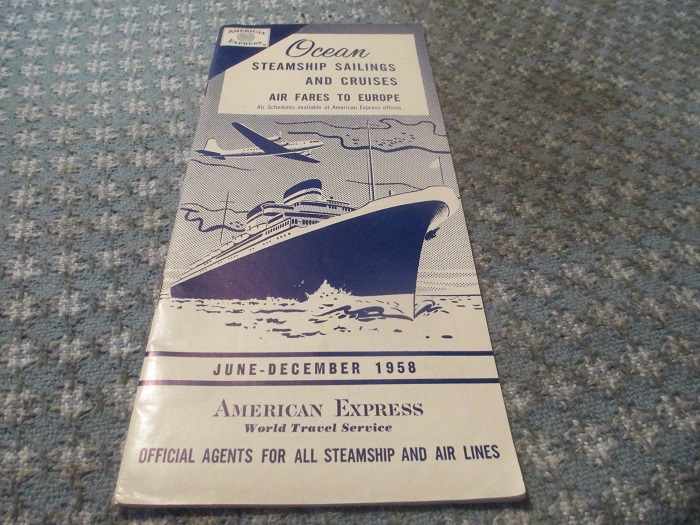 AMERICAN
EXPRESS
Ocean
STEAMSHIP SAILINGS
AND CRUISES
AIR FARES TO EUROPE
Air Schedules available at American Express offices
JUNE-DECEMBER 1958
AMERICAN EXPRESS
World Travel Service
OFFICIAL AGENTS FOR ALL STEAMSHIP AND AIR LINES